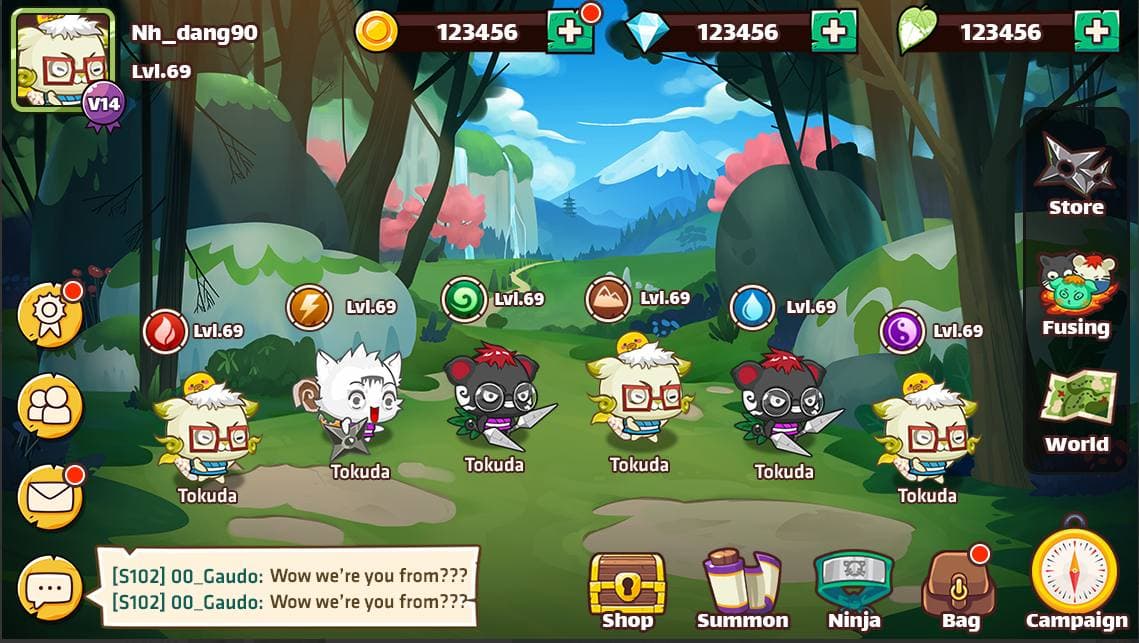 Nh_dang90
Lvl.69
V14
123456
123456
123456
Store
Fusing
World
Lvl.69
Lvl.69
Lvl.69
Lvl.69
Lvl.69
Lvl.69
Tokuda
Tokuda
Tokuda
Tokuda
Tokuda
Tokuda
[S102] 00_Gaudo: Wow we're you from???
[S102] 00_Gaudo: Wow we're you from???
Shop
Summon
Ninja
Bag
Campaign